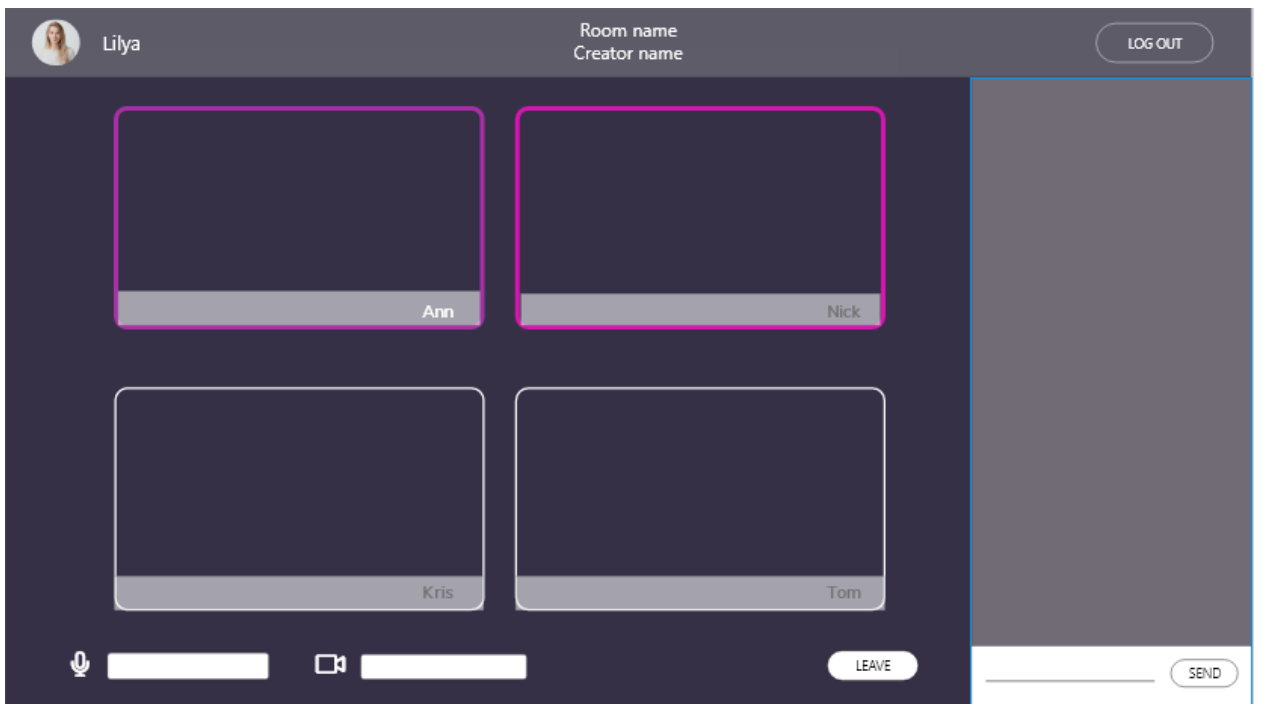 Lilya
Room name
Creator name
LOG OUT
Ann
Nick
Kris
Tom
LEAVE
SEND